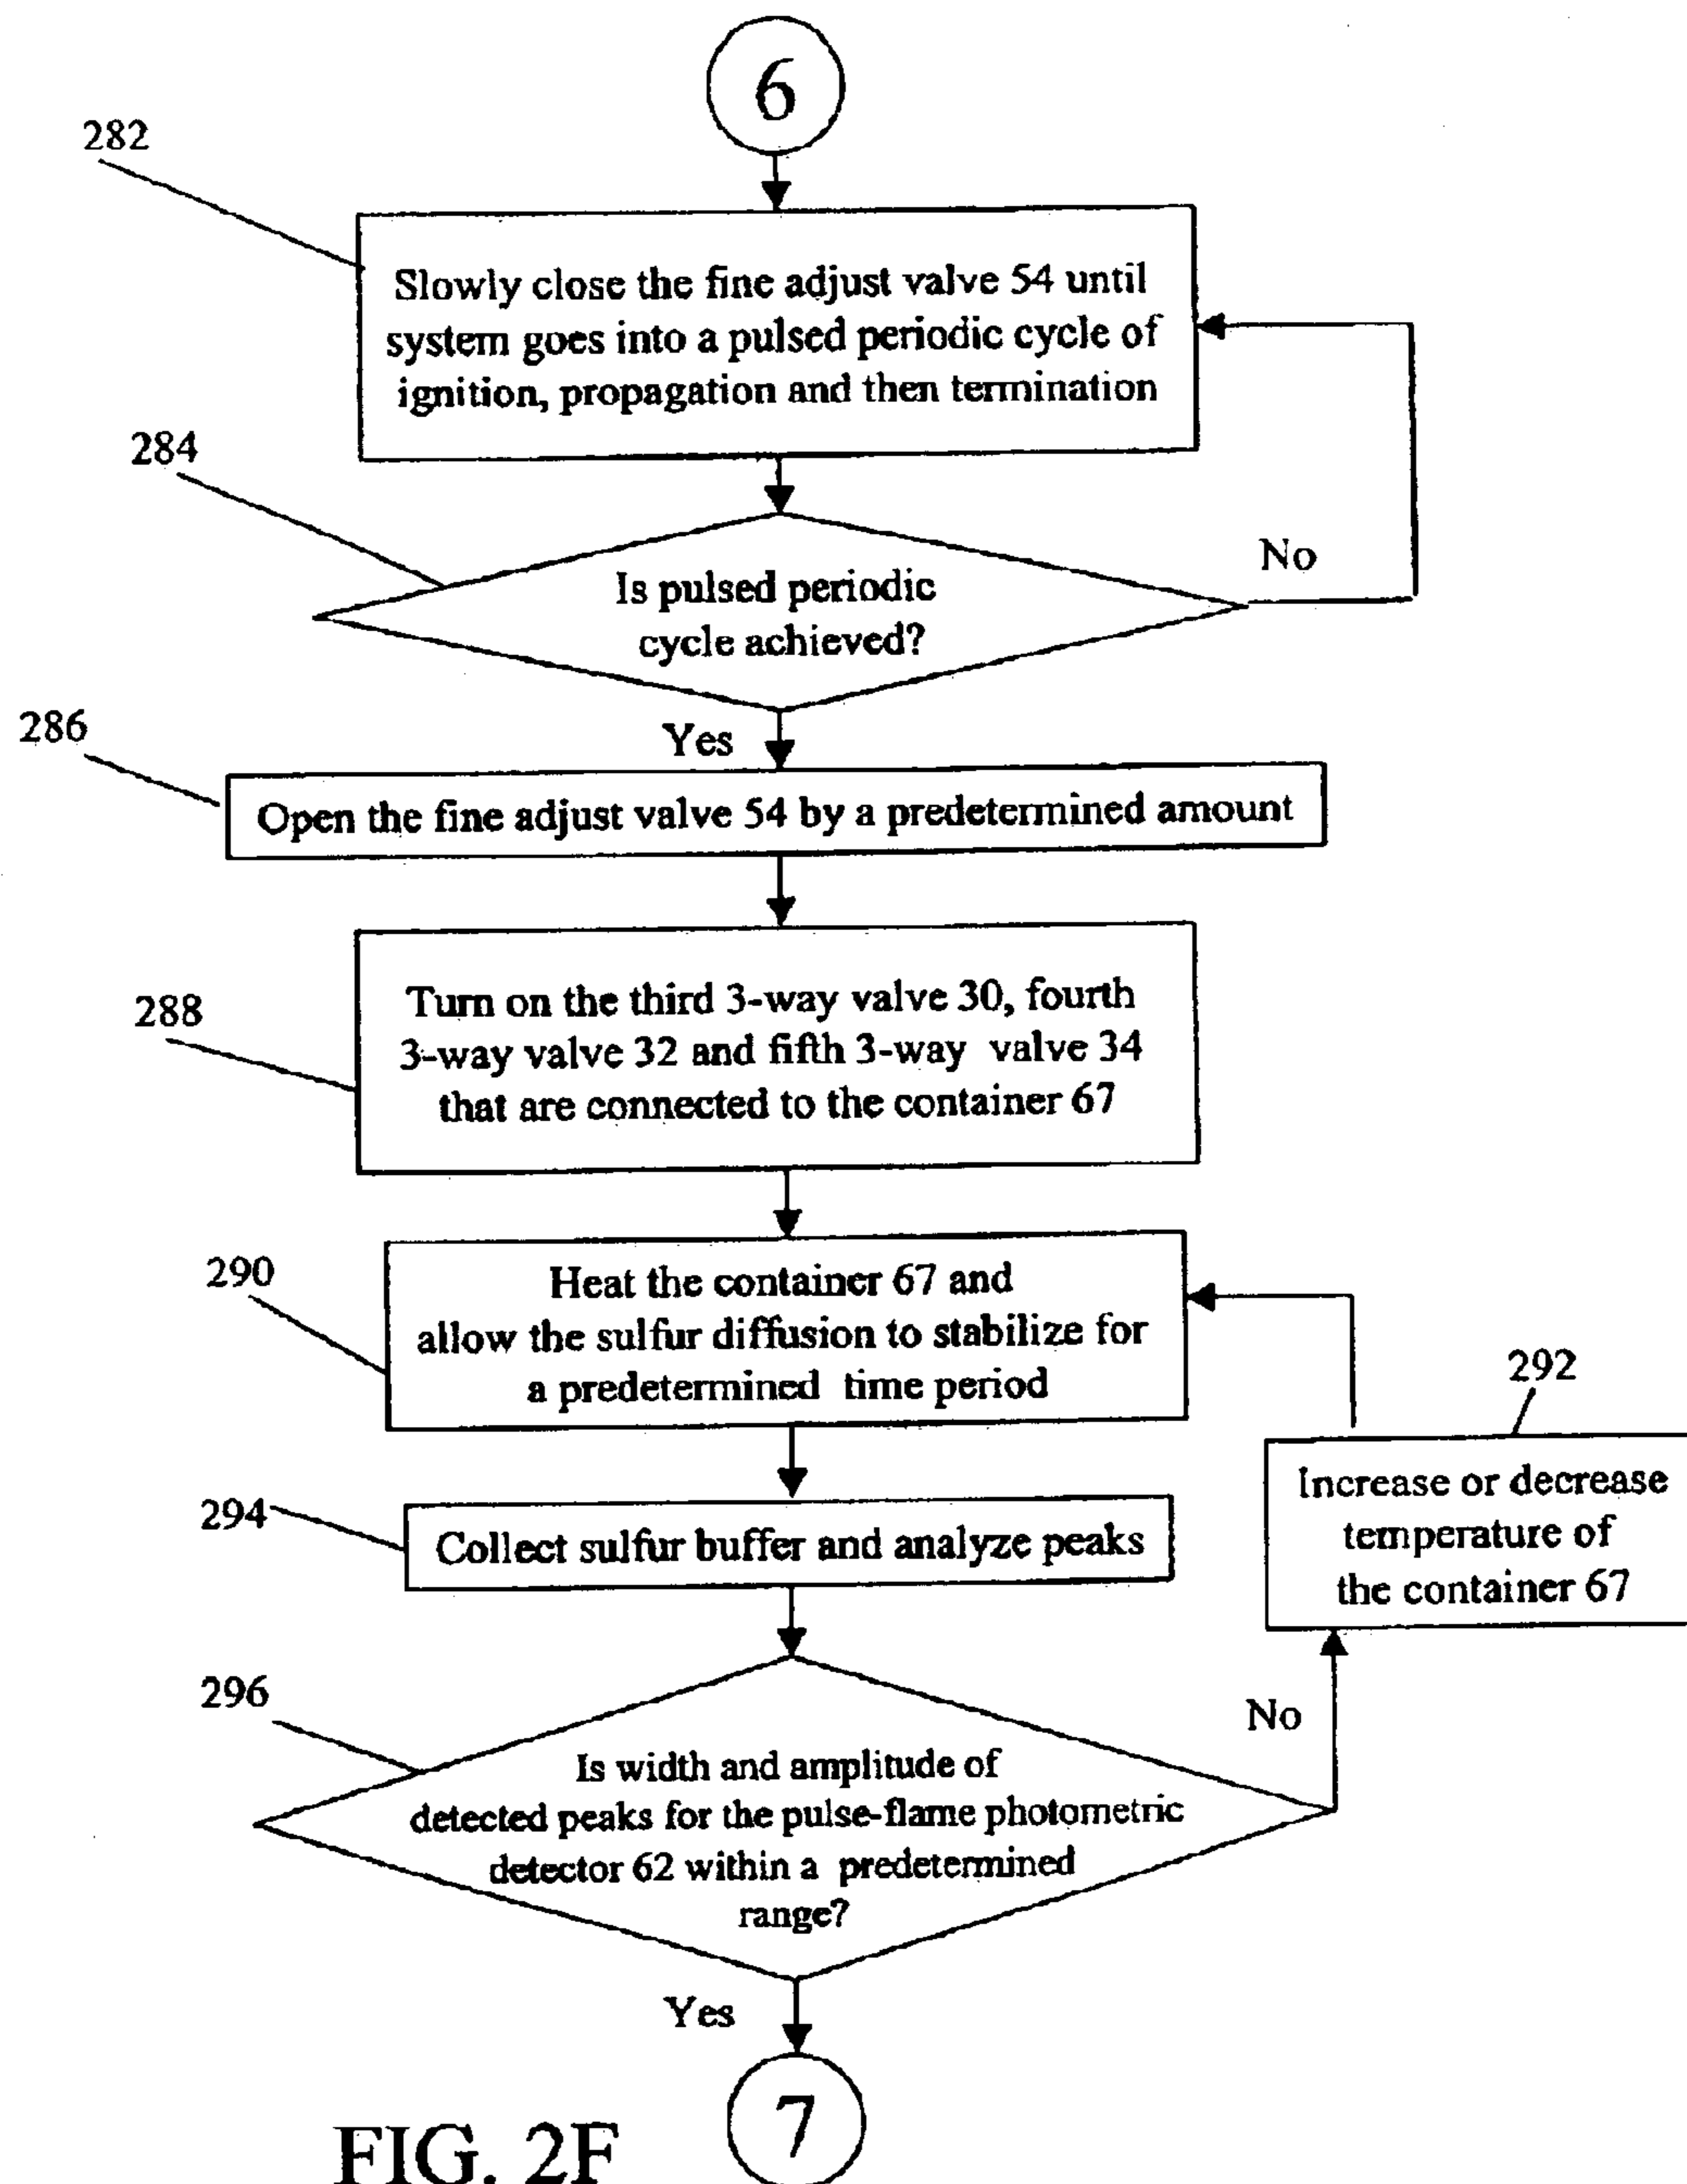 6
282
Slowly close the fine adjust valve 54 until
system goes into a pulsed periodic cycle of
ignition, propagation and then termination
284
Is pulsed periodic
cycle achieved?
No
Yes
286
Open the fine adjust valve 54 by a predetermined amount
288
Turn on the third 3-way valve 30, fourth
3-way valve 32 and fifth 3-way valve 34
that are connected to the container 67
290
Heat the container 67 and
allow the sulfur diffusion to stabilize for
a predetermined time period
292
Increase or decrease
temperature of
the container 67
294
Collect sulfur buffer and analyze peaks
296
No
Is width and amplitude of
detected peaks for the pulse-flame photometric
detector 62 within a predetermined
range?
Yes
7
FIG. 2F